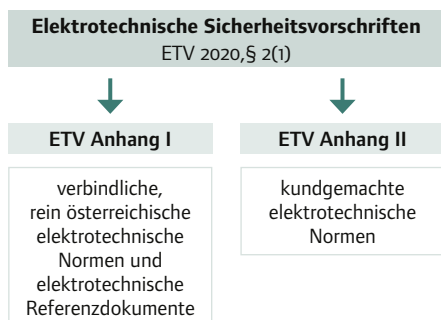 Elektrotechnische Sicherheitsvorschriften
ETV 2020,§ 2(1)
ETV Anhang I
verbindliche,
rein österreichische
elektrotechnische
Normen und
elektrotechnische
Referenzdokumente
ETV Anhang II
kundgemachte
elektrotechnische
Normen